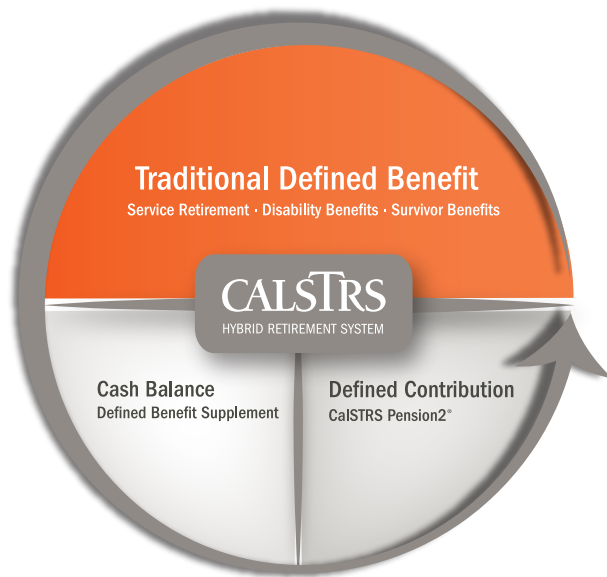 Traditional Defined Benefit
Service Retirement · Disability Benefits · Survivor Benefits
CALSTRS
HYBRID RETIREMENT SYSTEM
Cash Balance
Defined Benefit Supplement
Defined Contribution
CalSTRS Pension2®